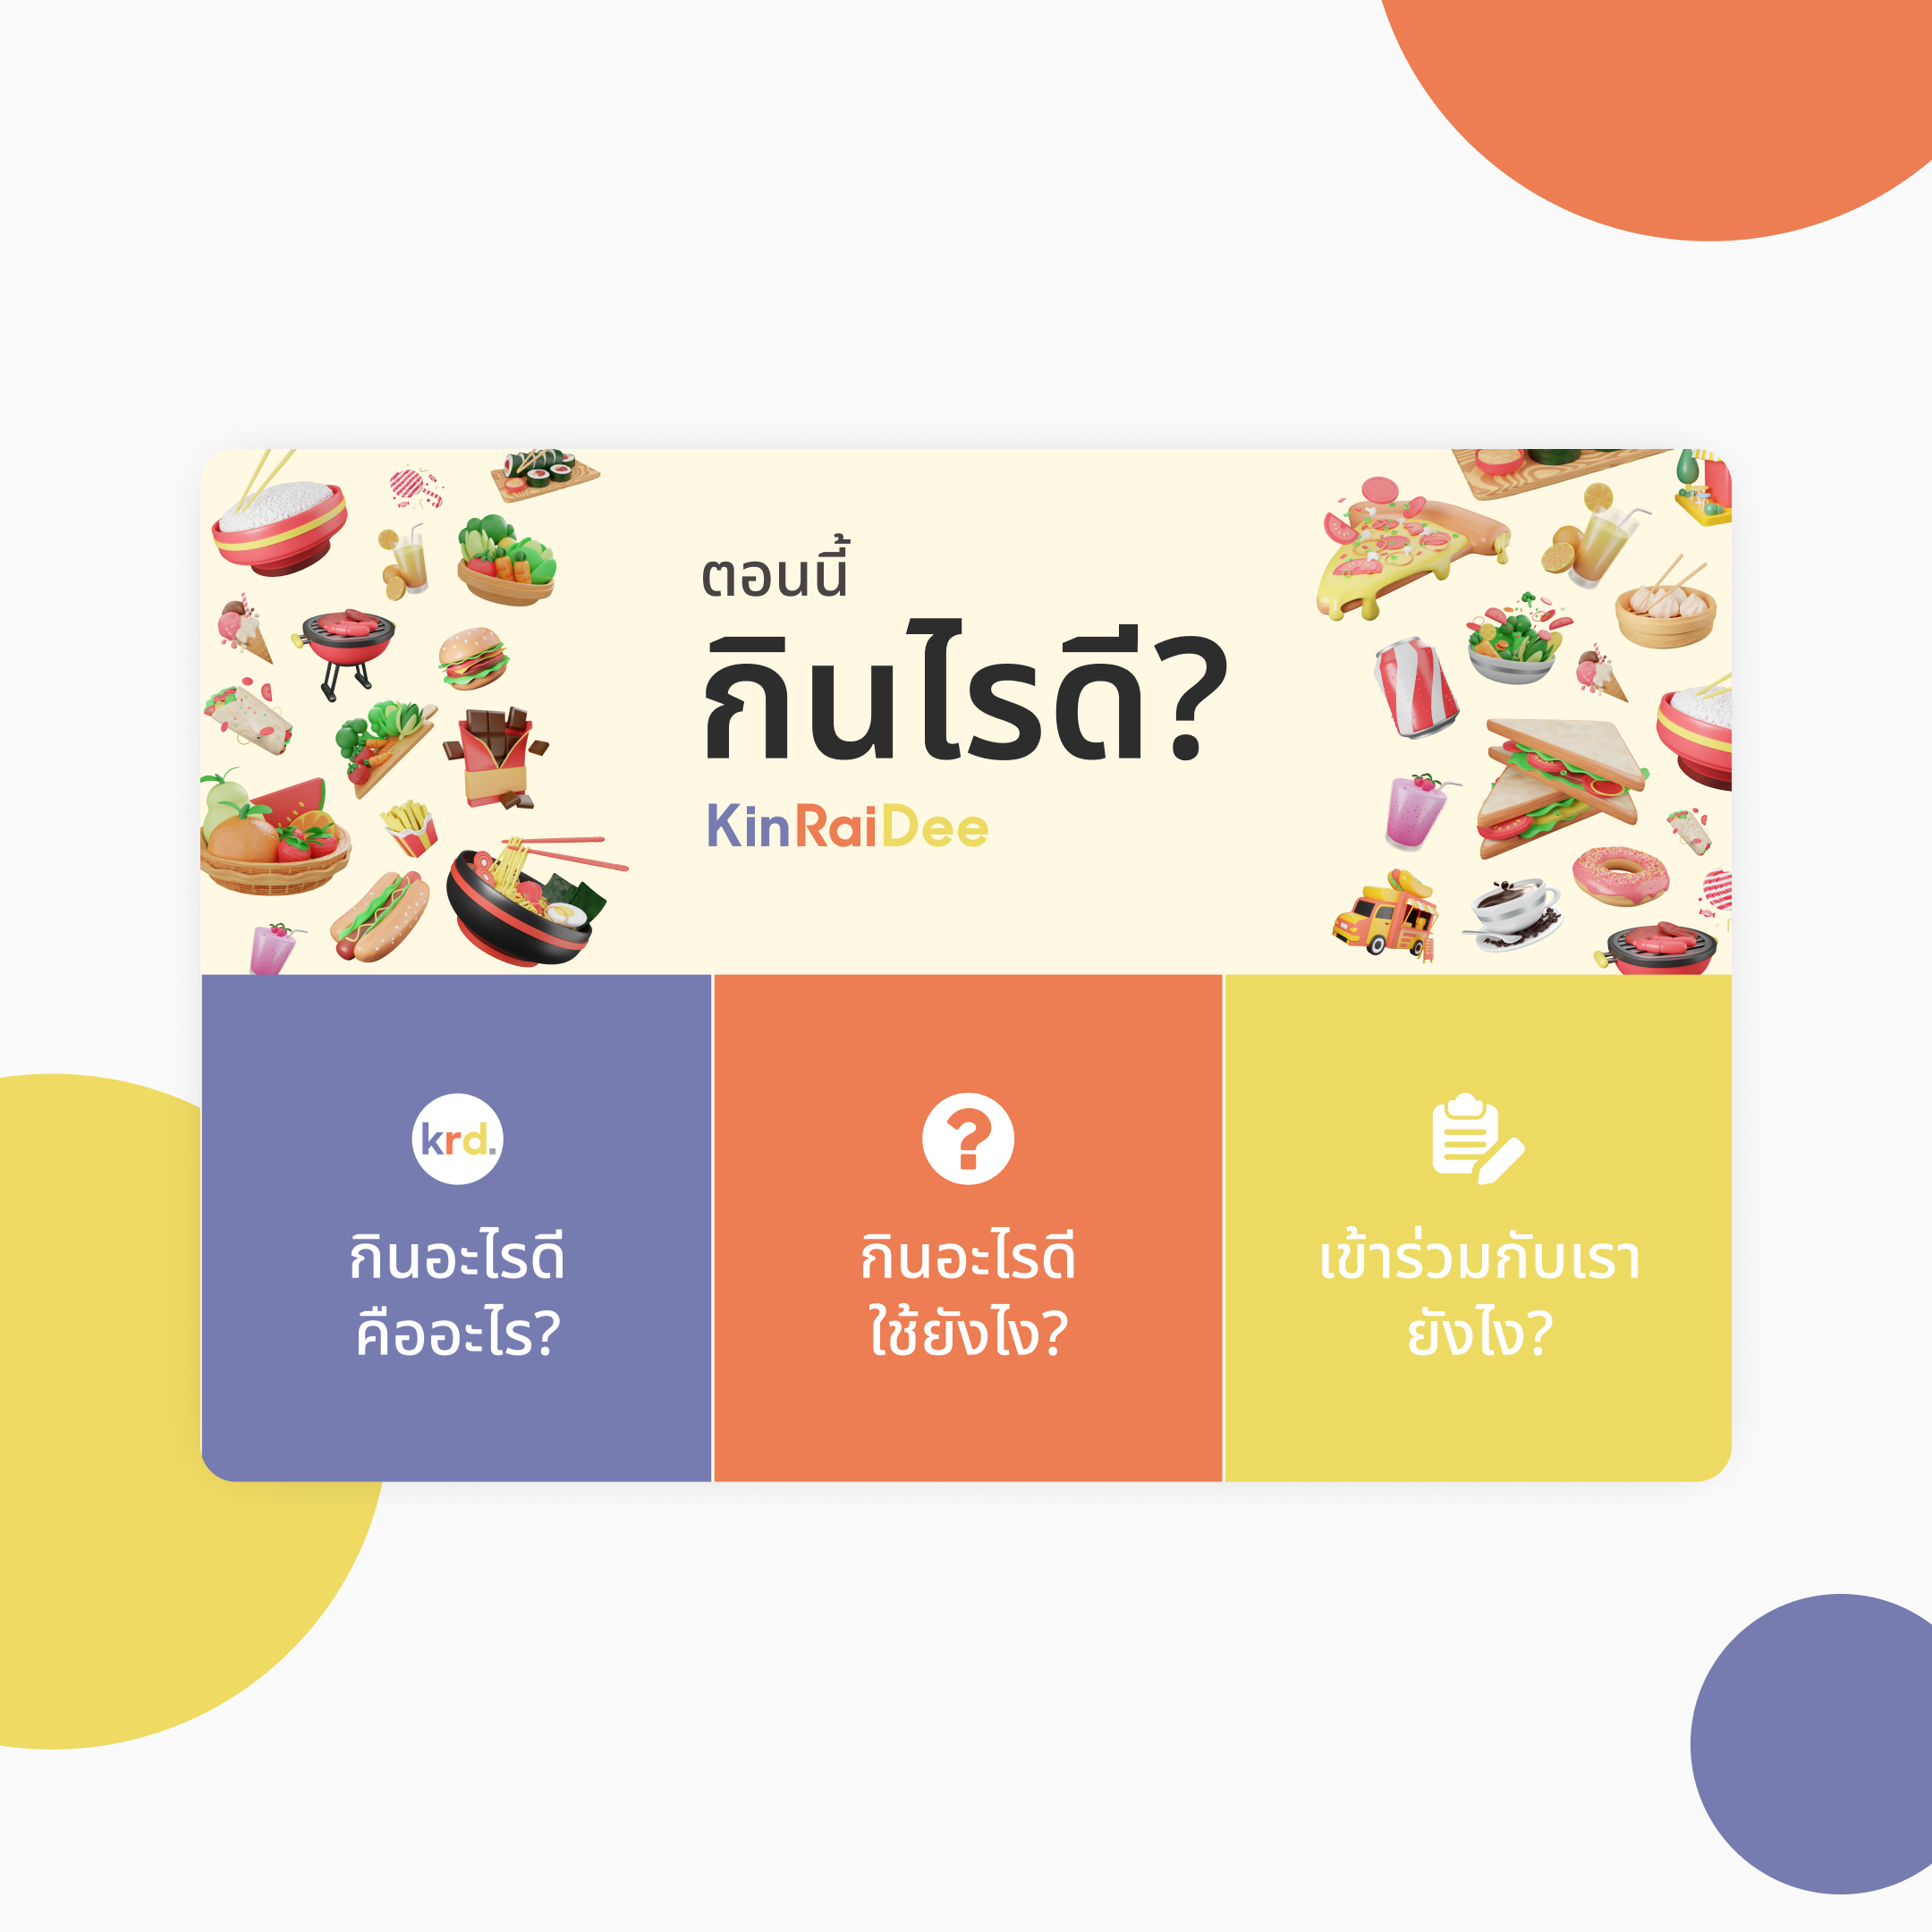 ตอนนี้
กินไรดี?
KinRaiDee
krd.
กินอะไรดี
คืออะไร?
กินอะไรดี
ใช้ยังไง?
เข้าร่วมกับเรา
ยังไง?